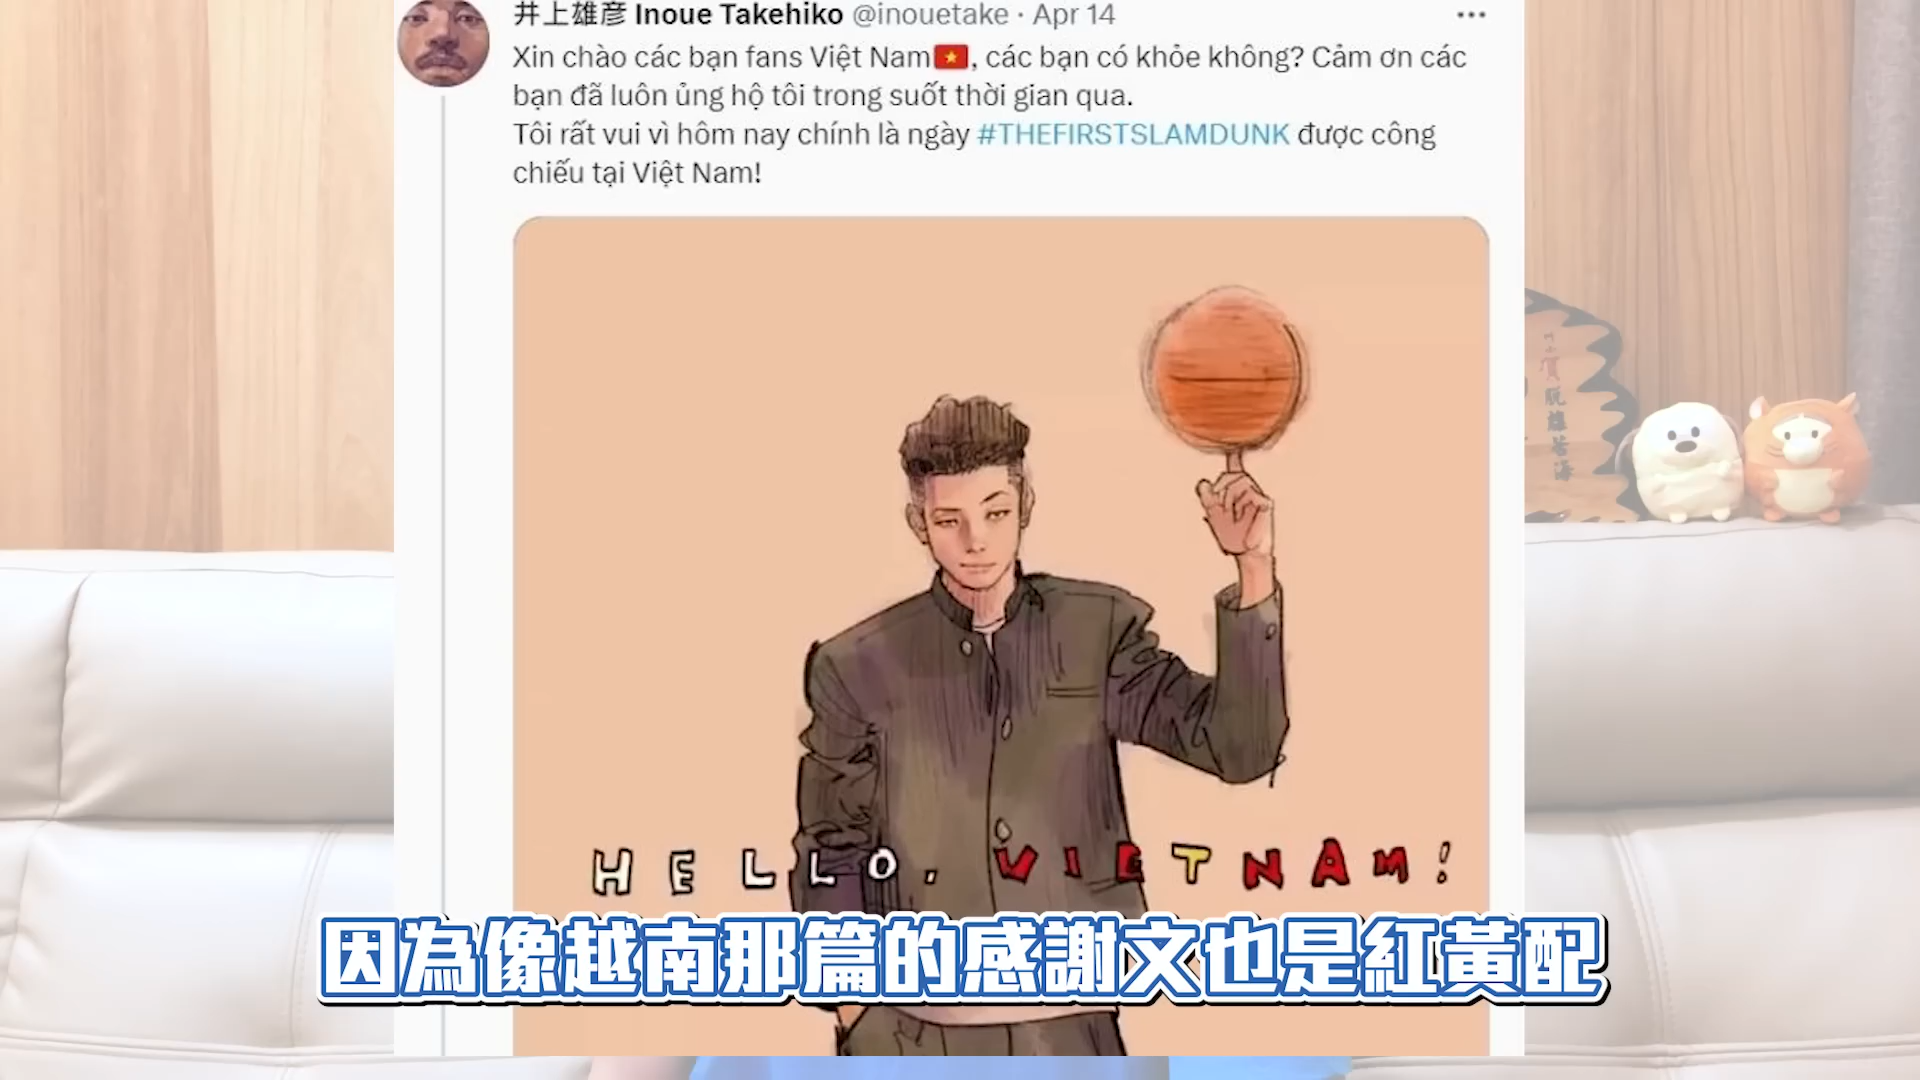 井上雄彦 Inoue Takehiko @inouetake · Apr 14
Xin chào các bạn fans Việt Nam🇻🇳, các bạn có khỏe không? Cảm ơn các
bạn đã luôn ủng hộ tôi trong suốt thời gian qua.
Tôi rất vui vì hôm nay chính là ngày #THEFIRSTSLAMDUNK được công
chiếu tại Việt Nam!
HELLO, VIETNAM!
因為像越南那篇的感謝文也是紅黃配